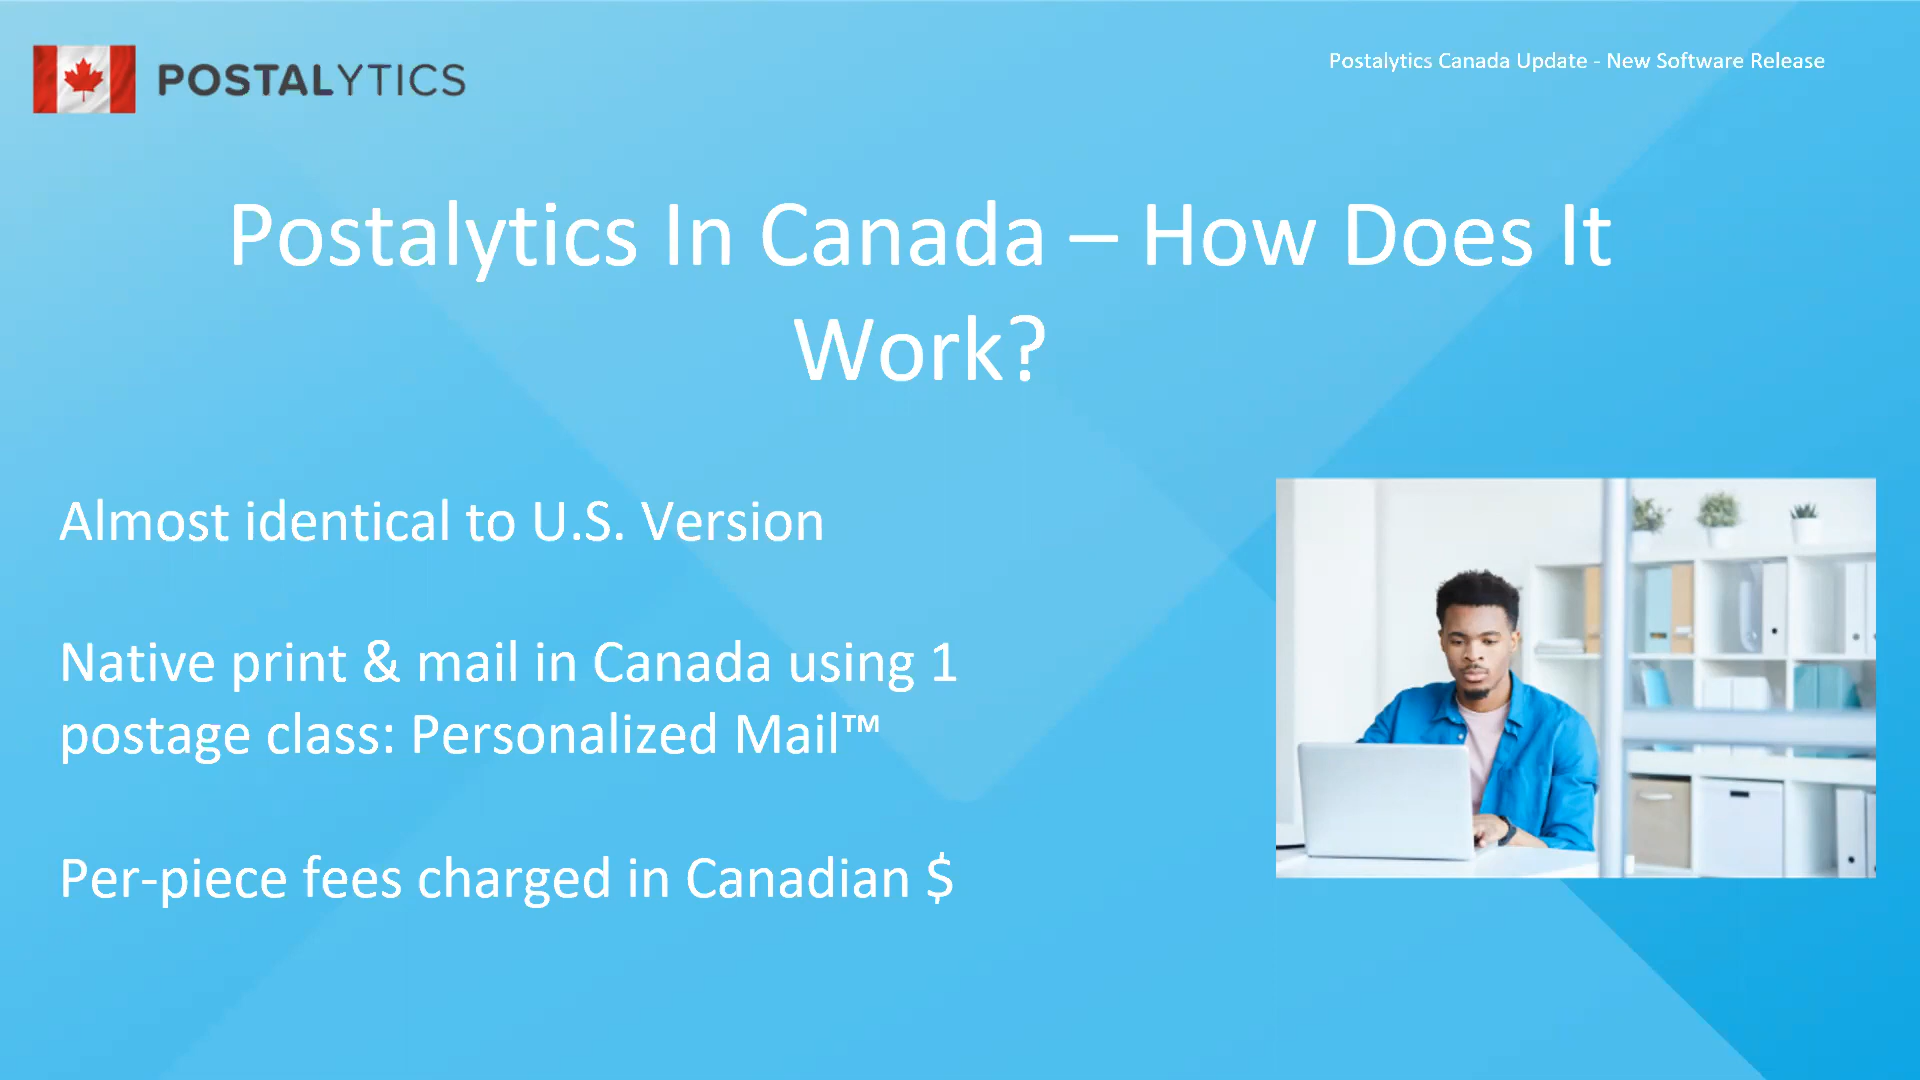 POSTALYTICS
Postalytics Canada Update - New Software Release
Postalytics In Canada – How Does It
Work?
Almost identical to U.S. Version
Native print & mail in Canada using 1
postage class: Personalized Mail™
Per-piece fees charged in Canadian $